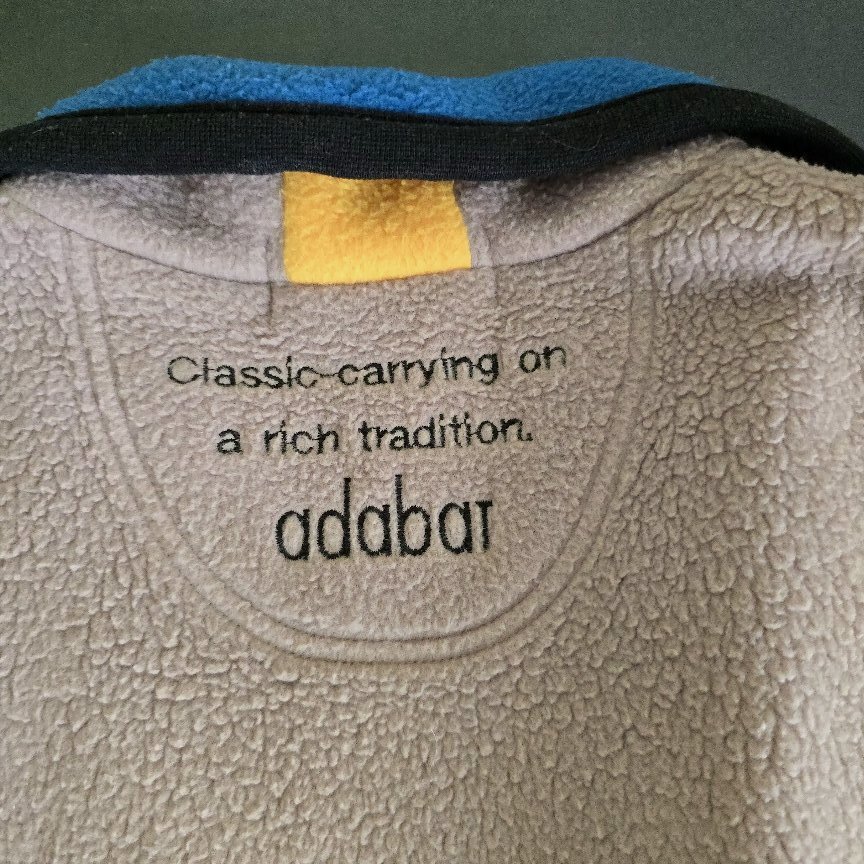 Classic-carrying on
a rich tradition.
adabat